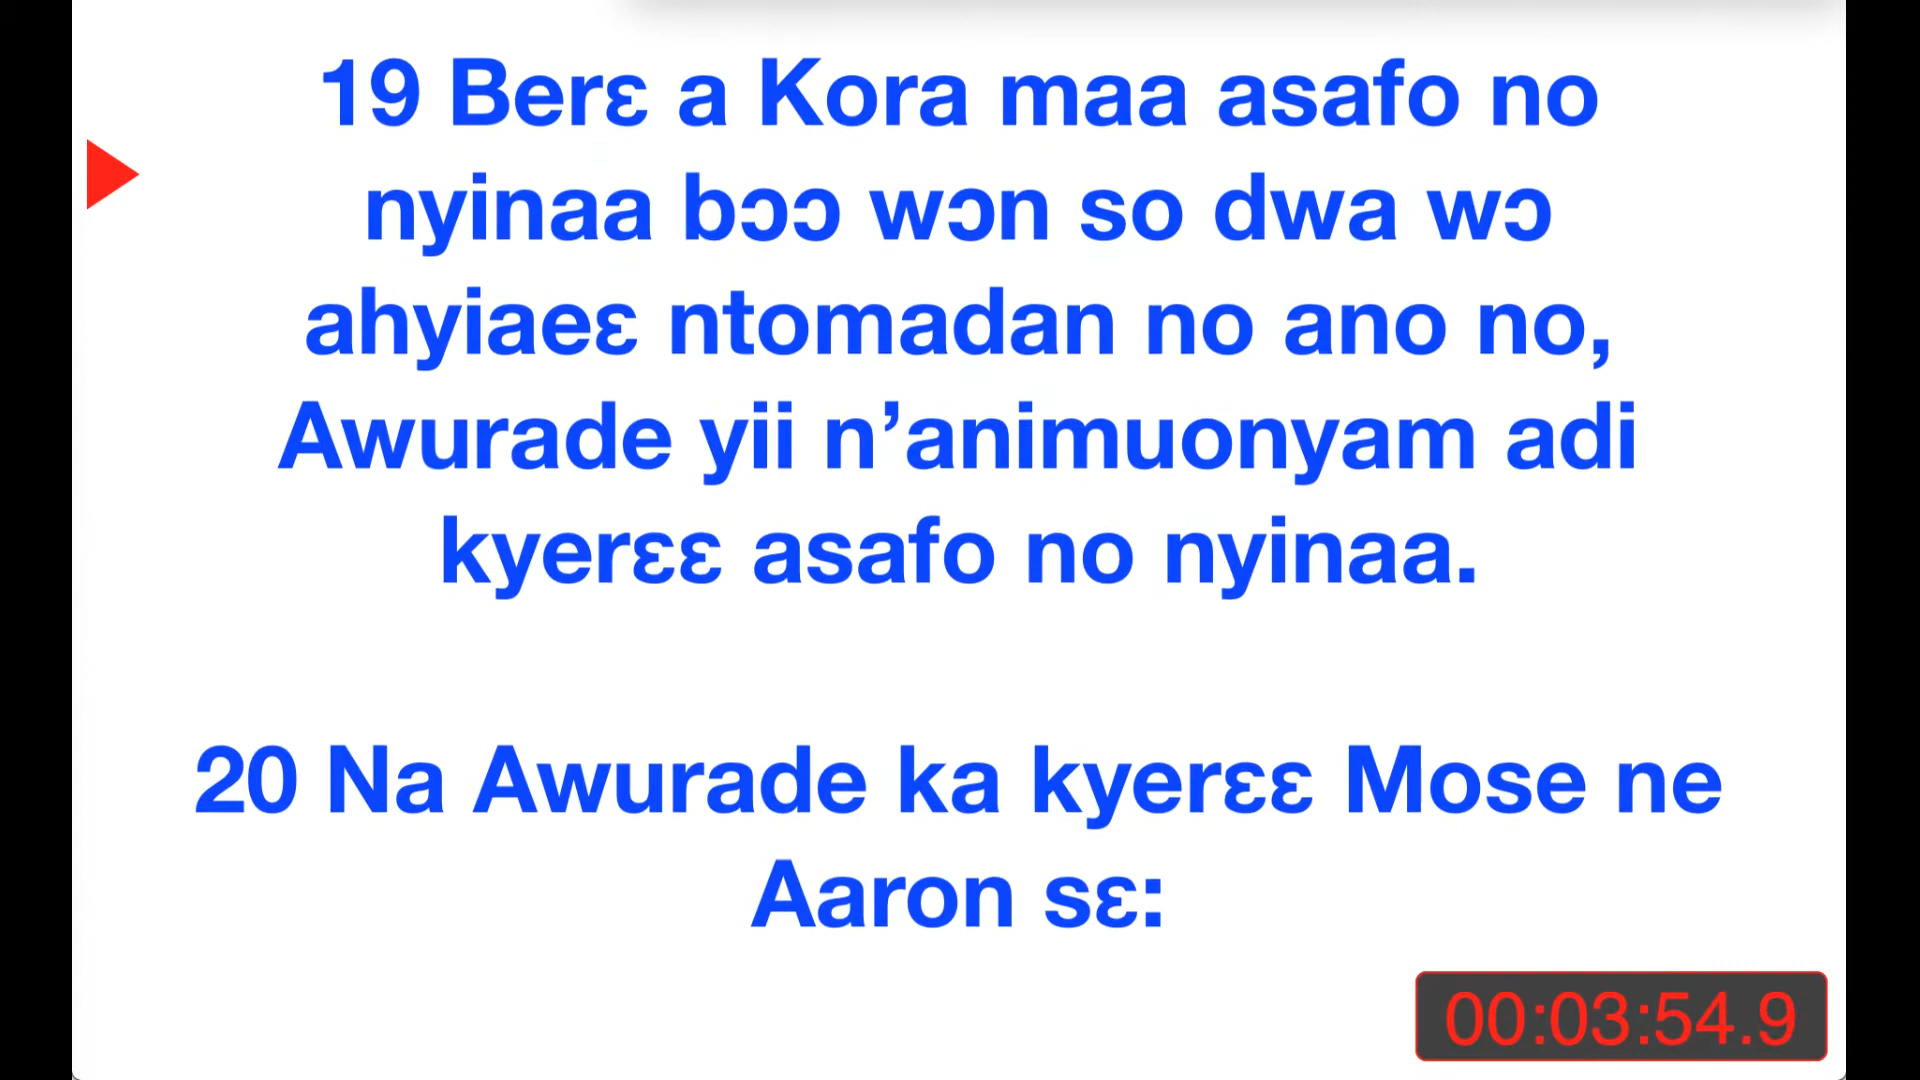 19 Berɛ a Kora maa asafo no
nyinaa bɔɔ wɔn so dwa wɔ
ahyiaeɛ ntomadan no ano no,
Awurade yii n’animuonyam adi
kyerɛɛ asafo no nyinaa.
20 Na Awurade ka kyerɛɛ Mose ne
Aaron sɛ:
00:03:54.9